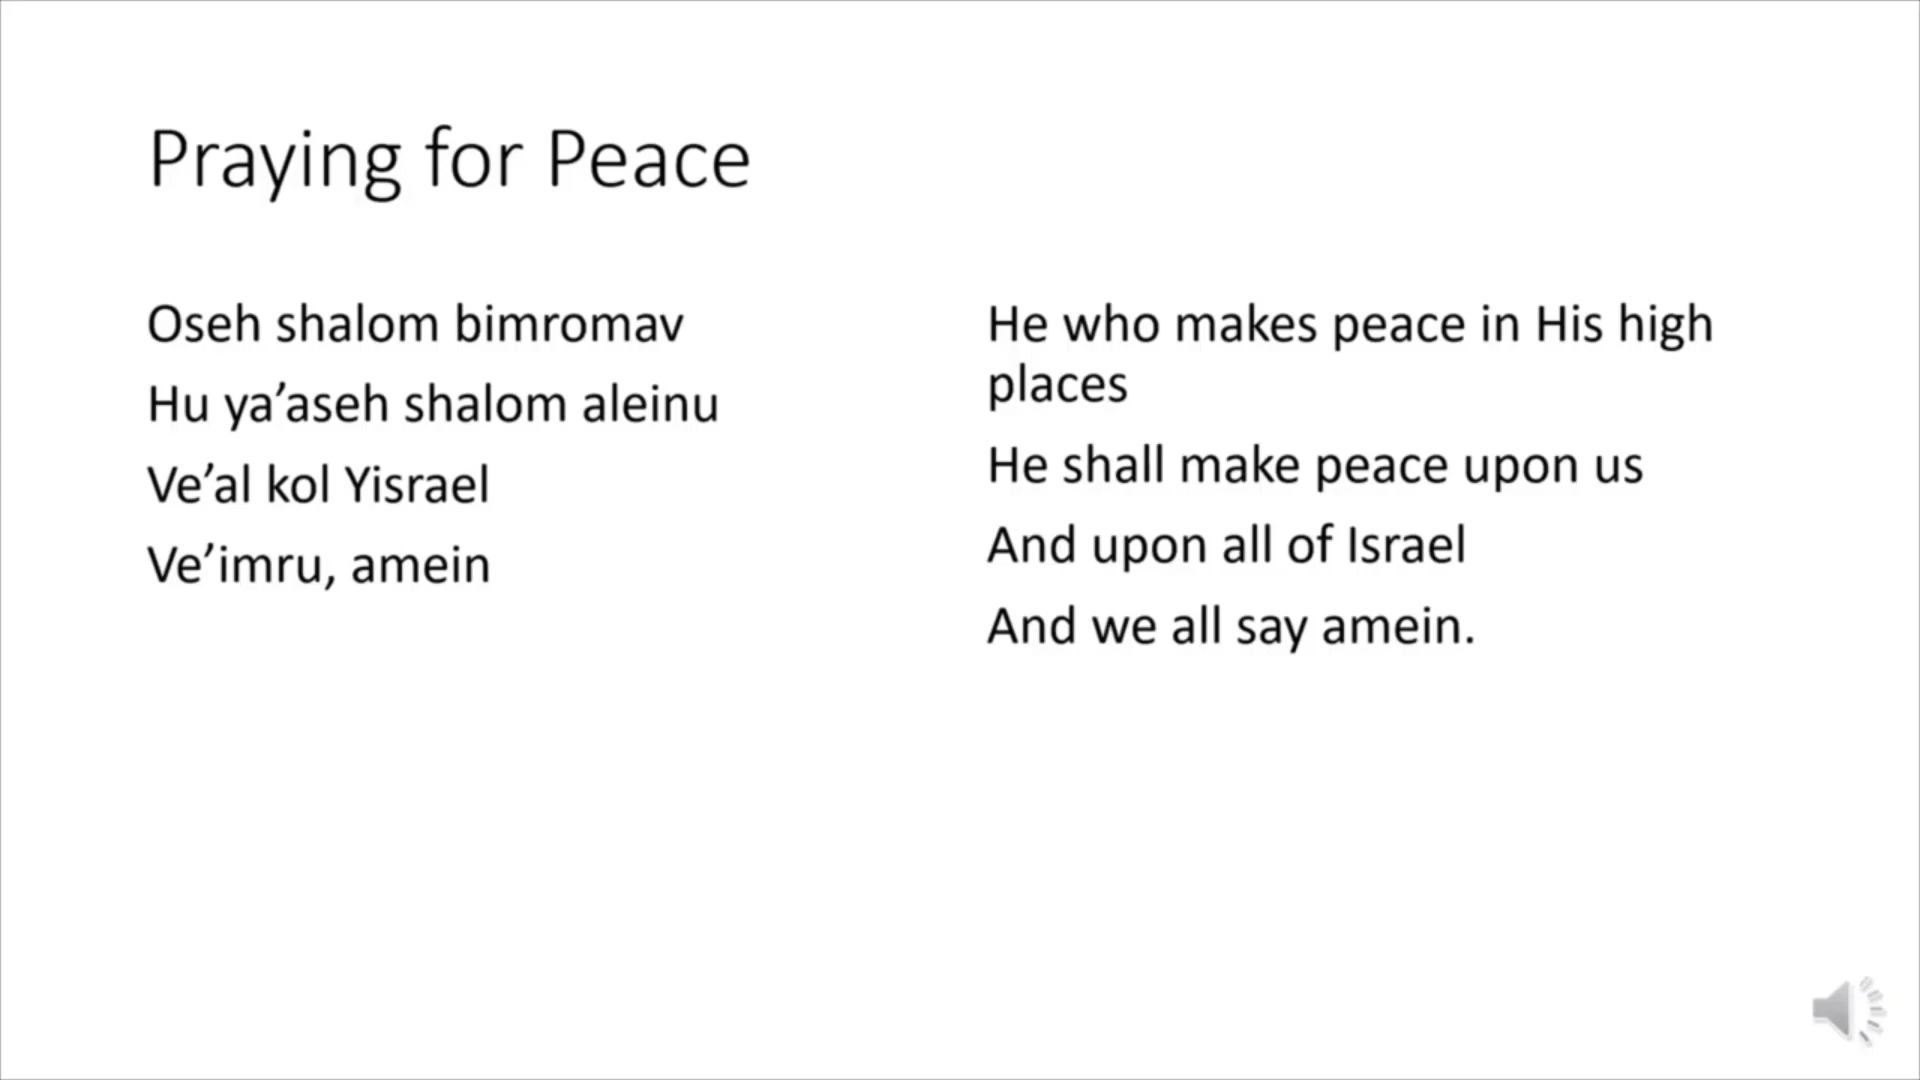 Praying for Peace
Oseh shalom bimromav
Hu ya’aseh shalom aleinu
Ve’al kol Yisrael
Ve’imru, amein
He who makes peace in His high
places
He shall make peace upon us
And upon all of Israel
And we all say amein.